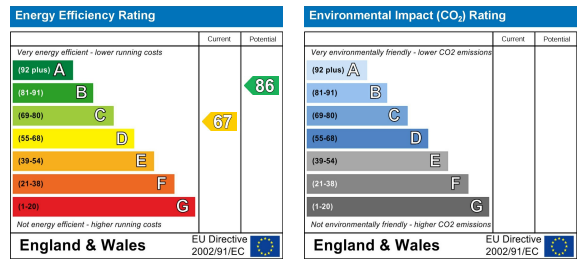 Energy Efficiency Rating
Current Potential
Very energy efficient - lower running costs
(92 plus) A
(81-91) B
(69-80) C
(55-68) D
(39-54) E
(21-38) F
(1-20) G
67
86
Not energy efficient - higher running costs
England & Wales
EU Directive
2002/91/EC
Environmental Impact (CO2) Rating
Current Potential
Very environmentally friendly - lower CO2 emissions
(92 plus) A
(81-91) B
(69-80) C
(55-68) D
(39-54) E
(21-38) F
(1-20) G
Not environmentally friendly - higher CO2 emissions
England & Wales
EU Directive
2002/91/EC